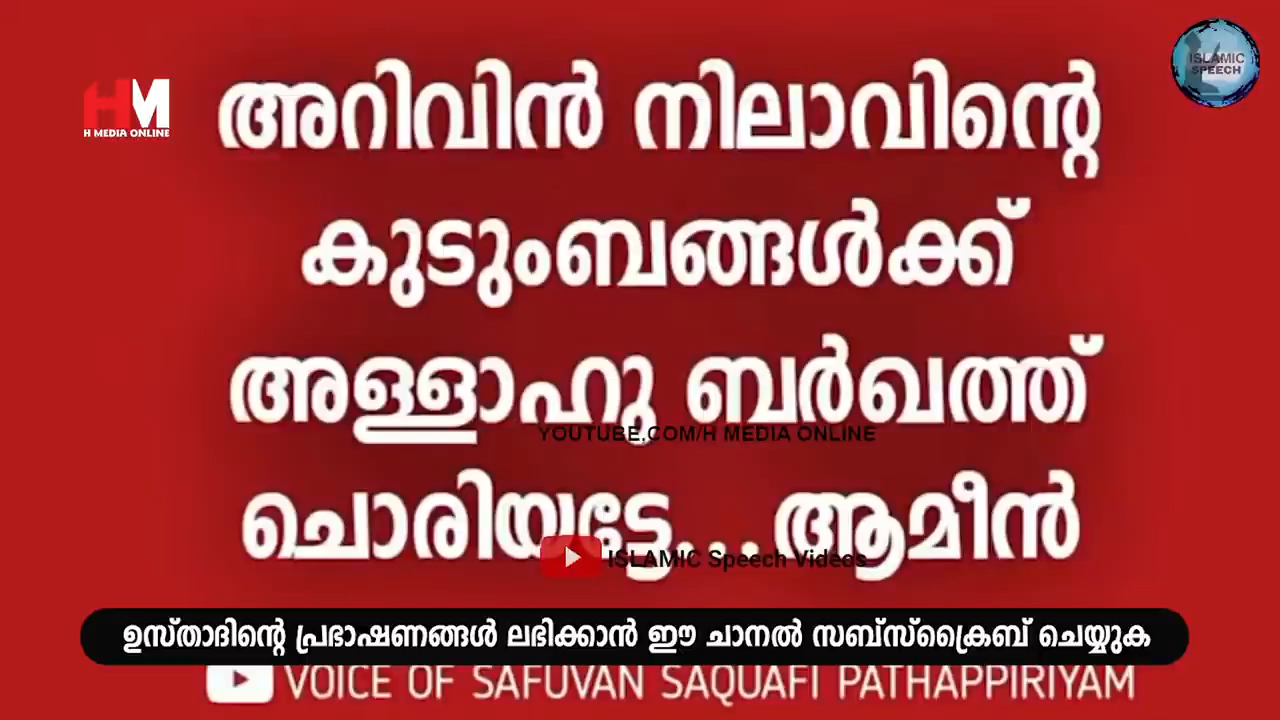 HM
H MEDIA ONLINE
ISLAMIC
SPEECH
അറിവിൻ നിലാവിന്റെ
കുടുംബങ്ങൾക്ക്
അള്ളാഹു ബർഖത്ത്
YOUTUBE.COM/H MEDIA ONLINE
ചൊരിയട്ടേ...ആമീൻ
ISLAMIC Speech Videos
ഉസ്താദിന്റെ പ്രഭാഷണങ്ങൾ ലഭിക്കാൻ ഈ ചാനൽ സബ്സ്ക്രൈബ് ചെയ്യുക
VOICE OF SAFUVAN SAQUAFI PATHAPPIRIYAM